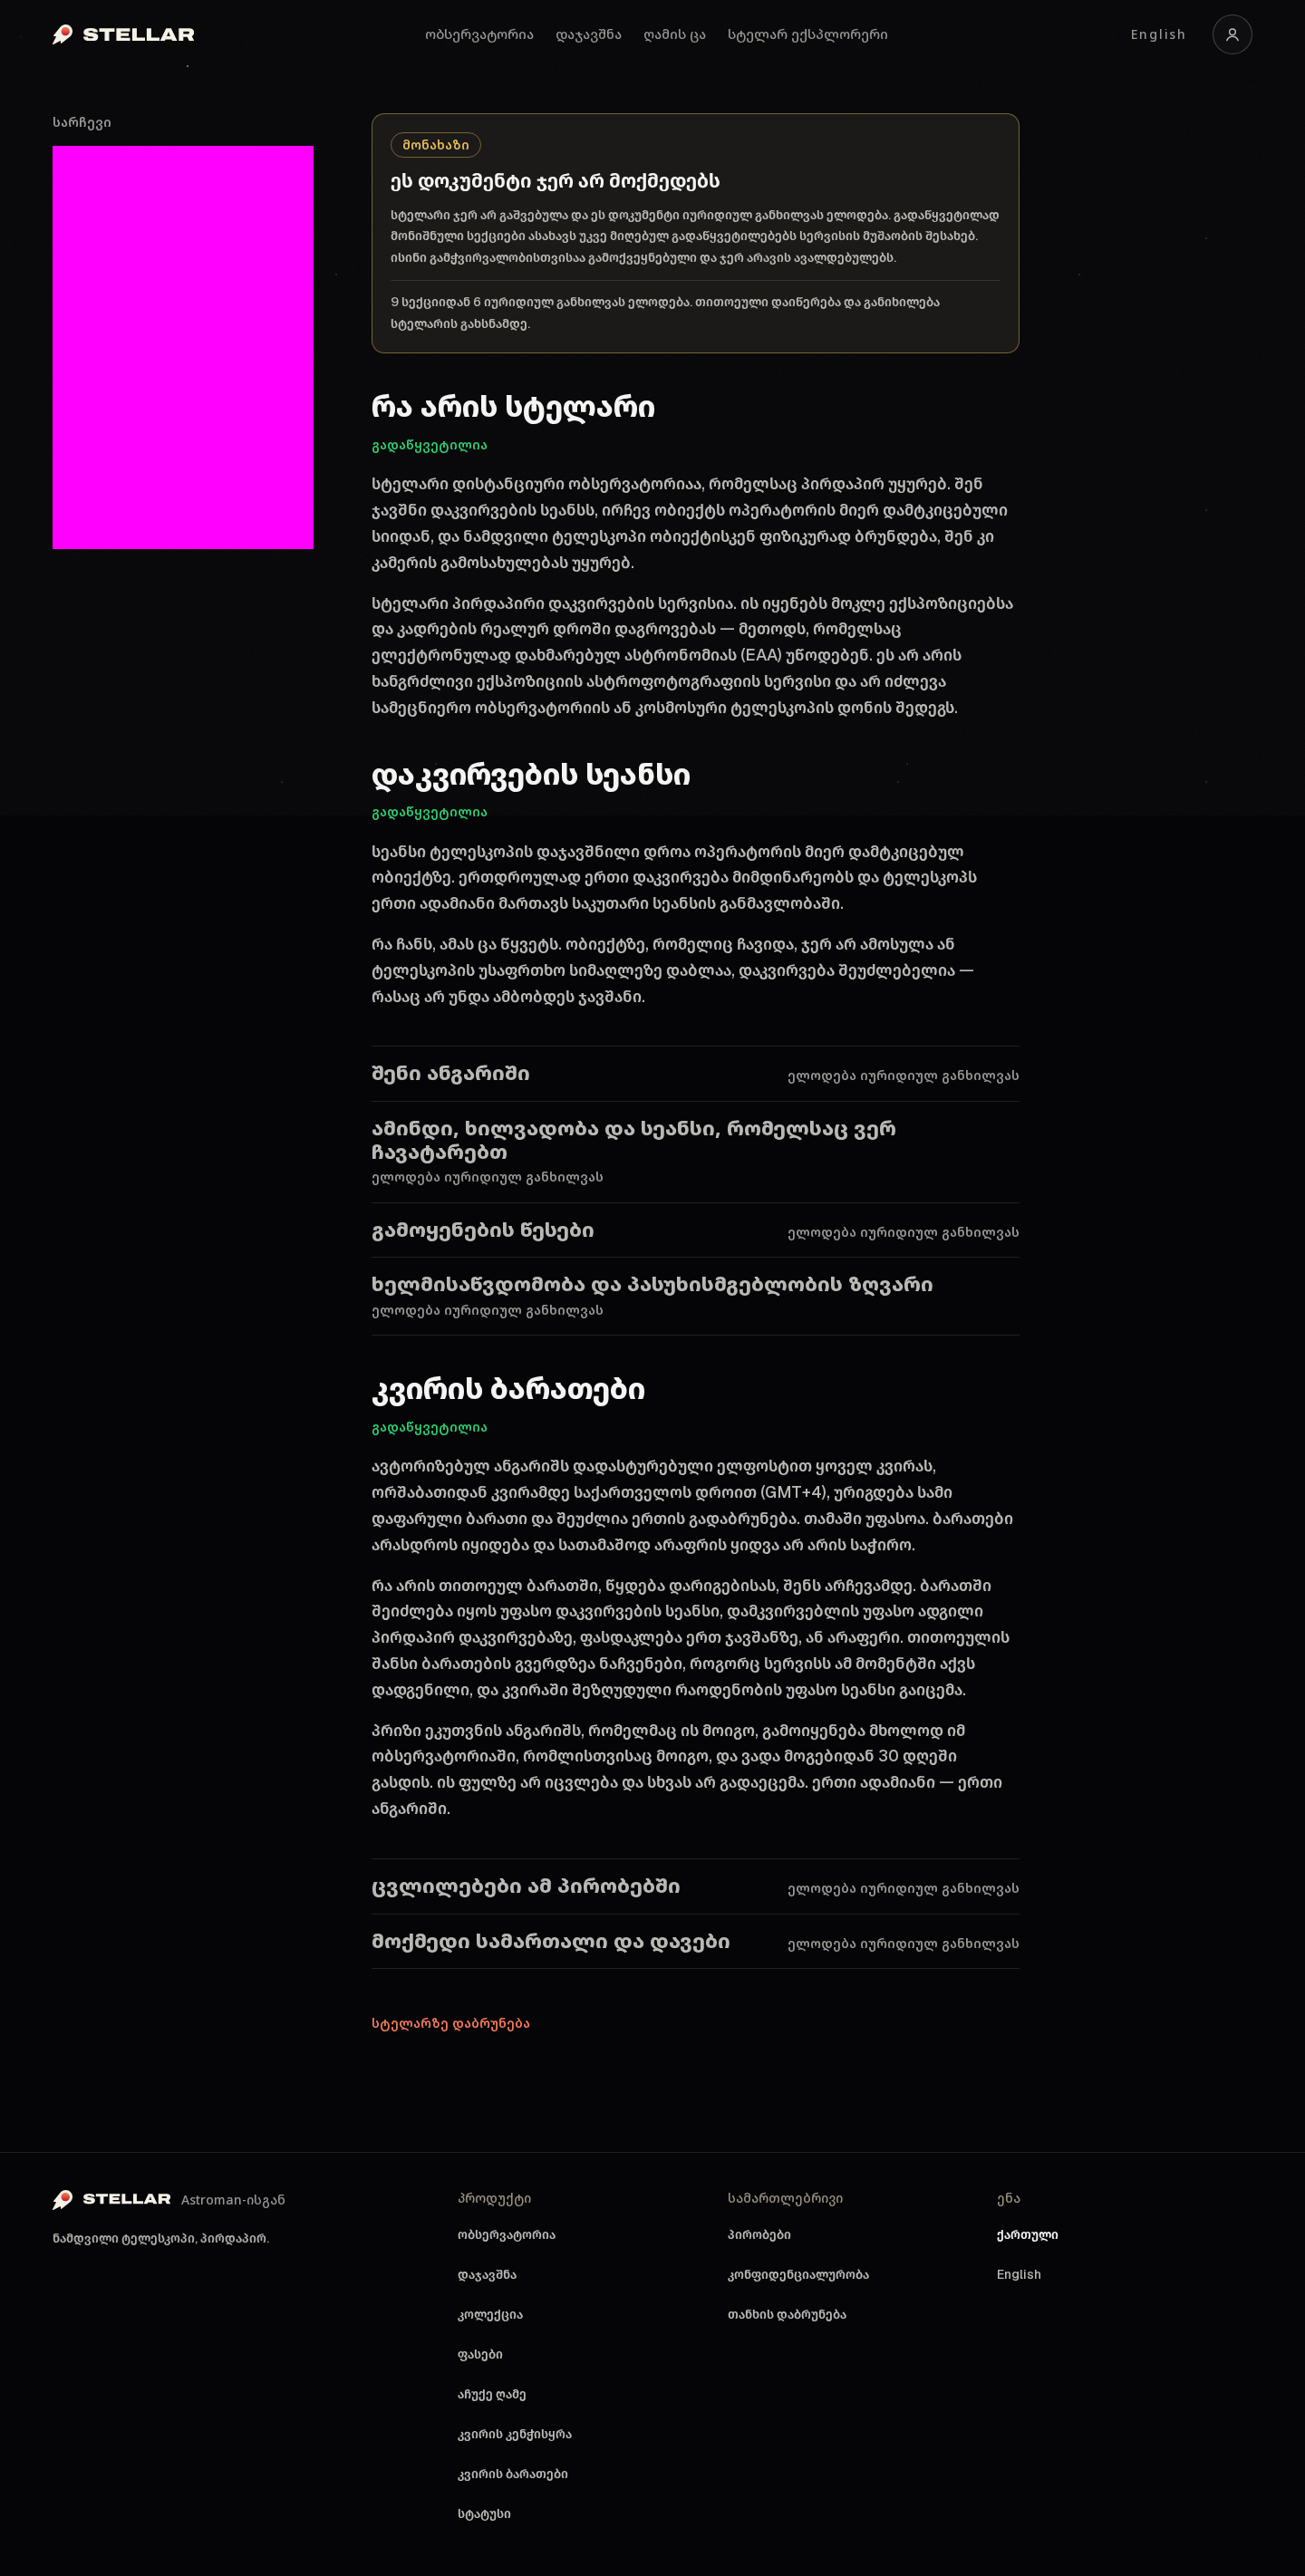 STELLAR
ობსერვატორია
დაჯავშნა
ღამის ცა
სტელარ ექსპლორერი
English
სარჩევი
მონახაზი
ეს დოკუმენტი ჯერ არ მოქმედებს
სტელარი ჯერ არ გაშვებულა და ეს დოკუმენტი იურიდიულ განხილვას ელოდება. გადაწყვეტილად
მონიშნული სექციები ასახავს უკვე მიღებულ გადაწყვეტილებებს სერვისის მუშაობის შესახებ.
ისინი გამჭვირვალობისთვისაა გამოქვეყნებული და ჯერ არავის ავალდებულებს.
9 სექციიდან 6 იურიდიულ განხილვას ელოდება. თითოეული დაიწერება და განიხილება
სტელარის გახსნამდე.
რა არის სტელარი
გადაწყვეტილია
სტელარი დისტანციური ობსერვატორიაა, რომელსაც პირდაპირ უყურებ. შენ
ჯავშნი დაკვირვების სეანსს, ირჩევ ობიექტს ოპერატორის მიერ დამტკიცებული
სიიდან, და ნამდვილი ტელესკოპი ობიექტისკენ ფიზიკურად ბრუნდება, შენ კი
კამერის გამოსახულებას უყურებ.
სტელარი პირდაპირი დაკვირვების სერვისია. ის იყენებს მოკლე ექსპოზიციებსა
და კადრების რეალურ დროში დაგროვებას — მეთოდს, რომელსაც
ელექტრონულად დახმარებულ ასტრონომიას (EAA) უწოდებენ. ეს არ არის
ხანგრძლივი ექსპოზიციის ასტროფოტოგრაფიის სერვისი და არ იძლევა
სამეცნიერო ობსერვატორიის ან კოსმოსური ტელესკოპის დონის შედეგს.
დაკვირვების სეანსი
გადაწყვეტილია
სეანსი ტელესკოპის დაჯავშნილი დროა ოპერატორის მიერ დამტკიცებულ
ობიექტზე. ერთდროულად ერთი დაკვირვება მიმდინარეობს და ტელესკოპს
ერთი ადამიანი მართავს საკუთარი სეანსის განმავლობაში.
რა ჩანს, ამას ცა წყვეტს. ობიექტზე, რომელიც ჩავიდა, ჯერ არ ამოსულა ან
ტელესკოპის უსაფრთხო სიმაღლეზე დაბლაა, დაკვირვება შეუძლებელია —
რასაც არ უნდა ამბობდეს ჯავშანი.
შენი ანგარიში
ელოდება იურიდიულ განხილვას
ამინდი, ხილვადობა და სეანსი, რომელსაც ვერ
ჩავატარებთ
ელოდება იურიდიულ განხილვას
გამოყენების წესები
ელოდება იურიდიულ განხილვას
ხელმისაწვდომობა და პასუხისმგებლობის ზღვარი
ელოდება იურიდიულ განხილვას
კვირის ბარათები
გადაწყვეტილია
ავტორიზებულ ანგარიშს დადასტურებული ელფოსტით ყოველ კვირას,
ორშაბათიდან კვირამდე საქართველოს დროით (GMT+4), ურიგდება სამი
დაფარული ბარათი და შეუძლია ერთის გადაბრუნება. თამაში უფასოა. ბარათები
არასდროს იყიდება და სათამაშოდ არაფრის ყიდვა არ არის საჭირო.
რა არის თითოეულ ბარათში, წყდება დარიგებისას, შენს არჩევამდე. ბარათში
შეიძლება იყოს უფასო დაკვირვების სეანსი, დამკვირვებლის უფასო ადგილი
პირდაპირ დაკვირვებაზე, ფასდაკლება ერთ ჯავშანზე, ან არაფერი. თითოეულის
შანსი ბარათების გვერდზეა ნაჩვენები, როგორც სერვისს ამ მომენტში აქვს
დადგენილი, და კვირაში შეზღუდული რაოდენობის უფასო სეანსი გაიცემა.
პრიზი ეკუთვნის ანგარიშს, რომელმაც ის მოიგო, გამოიყენება მხოლოდ იმ
ობსერვატორიაში, რომლისთვისაც მოიგო, და ვადა მოგებიდან 30 დღეში
გასდის. ის ფულზე არ იცვლება და სხვას არ გადაეცემა. ერთი ადამიანი — ერთი
ანგარიში.
ცვლილებები ამ პირობებში
ელოდება იურიდიულ განხილვას
მოქმედი სამართალი და დავები
ელოდება იურიდიულ განხილვას
სტელარზე დაბრუნება
STELLAR Astroman-ისგან
ნამდვილი ტელესკოპი, პირდაპირ.
პროდუქტი
ობსერვატორია
დაჯავშნა
კოლექცია
ფასები
აჩუქე ღამე
კვირის კენჭისყრა
კვირის ბარათები
სტატუსი
სამართლებრივი
პირობები
კონფიდენციალურობა
თანხის დაბრუნება
ენა
ქართული
English